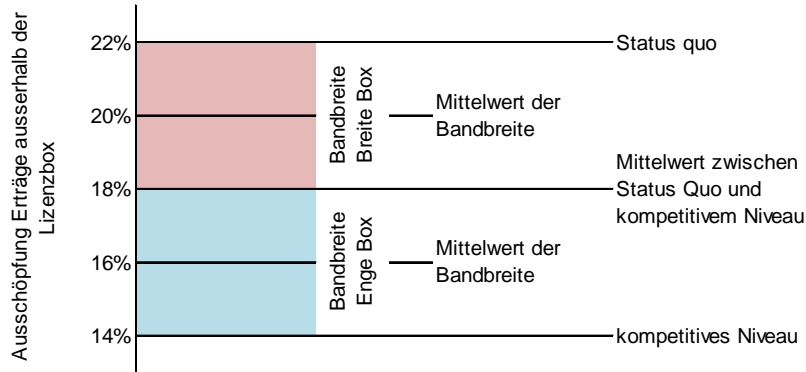 Ausschöpfung Erträge ausserhalb der
Lizenzbox
22%
20%
18%
16%
14%
Bandbreite
Breite Box
Bandbreite
Enge Box
Mittelwert der
Bandbreite
Mittelwert der
Bandbreite
Status quo
Mittelwert zwischen
Status Quo und
kompetitivem Niveau
kompetitives Niveau